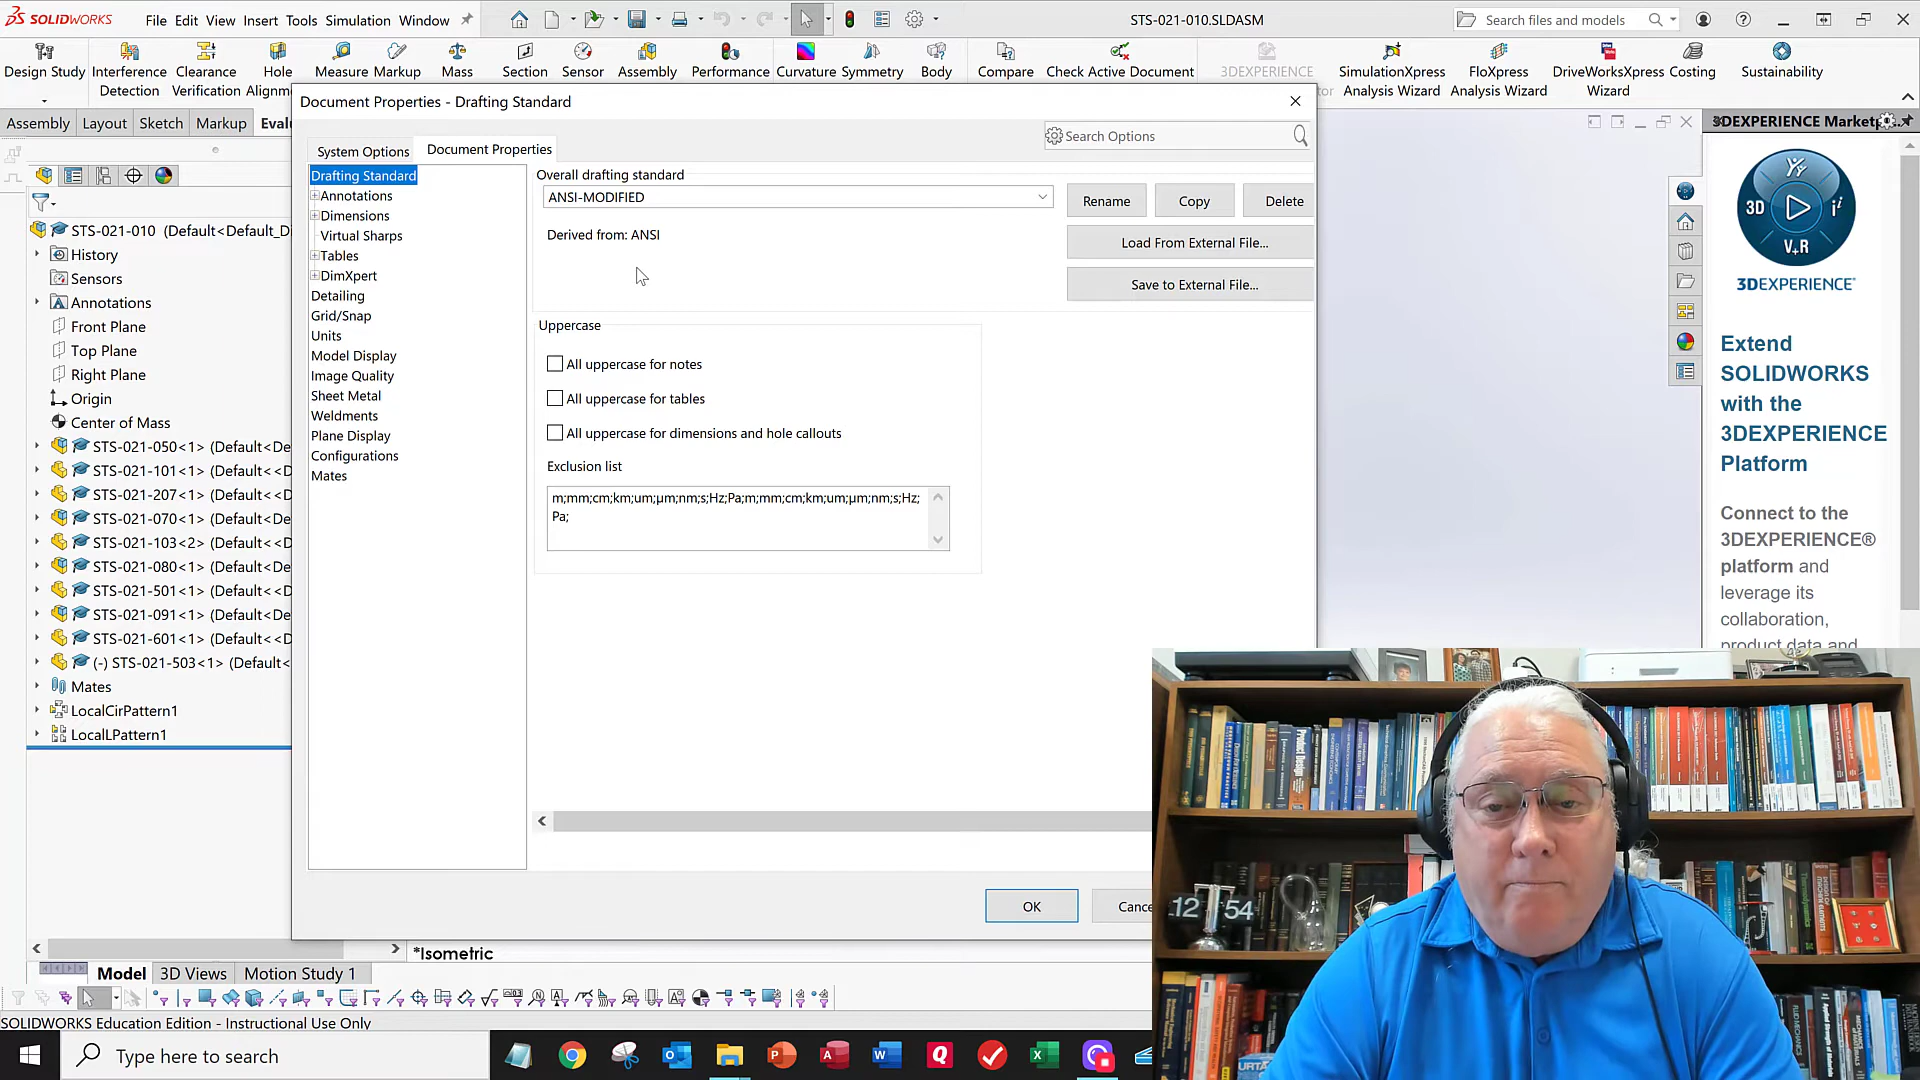 SOLIDWORKS File Edit View Insert Tools Simulation Window STS-021-010.SLDASM Search files and models
Design Study Interference Detection Clearance Verification Hole Alignm Measure Markup Mass Section Sensor Assembly Performance Curvature Symmetry Body Compare Check Active Document 3DEXPERIENCE SimulationXpress Analysis Wizard FloXpress Analysis Wizard DriveWorksXpress Wizard Costing Sustainability
Assembly Layout Sketch Markup Evalu
Document Properties - Drafting Standard
System Options Document Properties
Search Options
Drafting Standard
Annotations
Dimensions
Virtual Sharps
Tables
DimXpert
Detailing
Grid/Snap
Units
Model Display
Image Quality
Sheet Metal
Weldments
Plane Display
Configurations
Mates
Overall drafting standard
ANSI-MODIFIED
Rename Copy Delete
Derived from: ANSI
Load From External File...
Save to External File...
Uppercase
All uppercase for notes
All uppercase for tables
All uppercase for dimensions and hole callouts
Exclusion list
m;mm;cm;km;um;µm;nm;s;Hz;Pa;m;mm;cm;km;um;µm;nm;s;Hz;
Pa;
OK Cance
STS-021-010 (Default<Default_D
History
Sensors
Annotations
Front Plane
Top Plane
Right Plane
Origin
Center of Mass
STS-021-050<1> (Default<De
STS-021-101<1> (Default<<D
STS-021-207<1> (Default<<D
STS-021-070<1> (Default<De
STS-021-103<2> (Default<<D
STS-021-080<1> (Default<De
STS-021-501<1> (Default<<D
STS-021-091<1> (Default<De
STS-021-601<1> (Default<<D
(-) STS-021-503<1> (Default<
Mates
LocalCirPattern1
LocalLPattern1
*Isometric
Model 3D Views Motion Study 1
SOLIDWORKS Education Edition - Instructional Use Only
Type here to search
3DEXPERIENCE Marketp
3D V+R
3DEXPERIENCE®
Extend
SOLIDWORKS
with the
3DEXPERIENCE
Platform
Connect to the
3DEXPERIENCE®
platform and
leverage its
collaboration,
product data and
12 54
Product Design